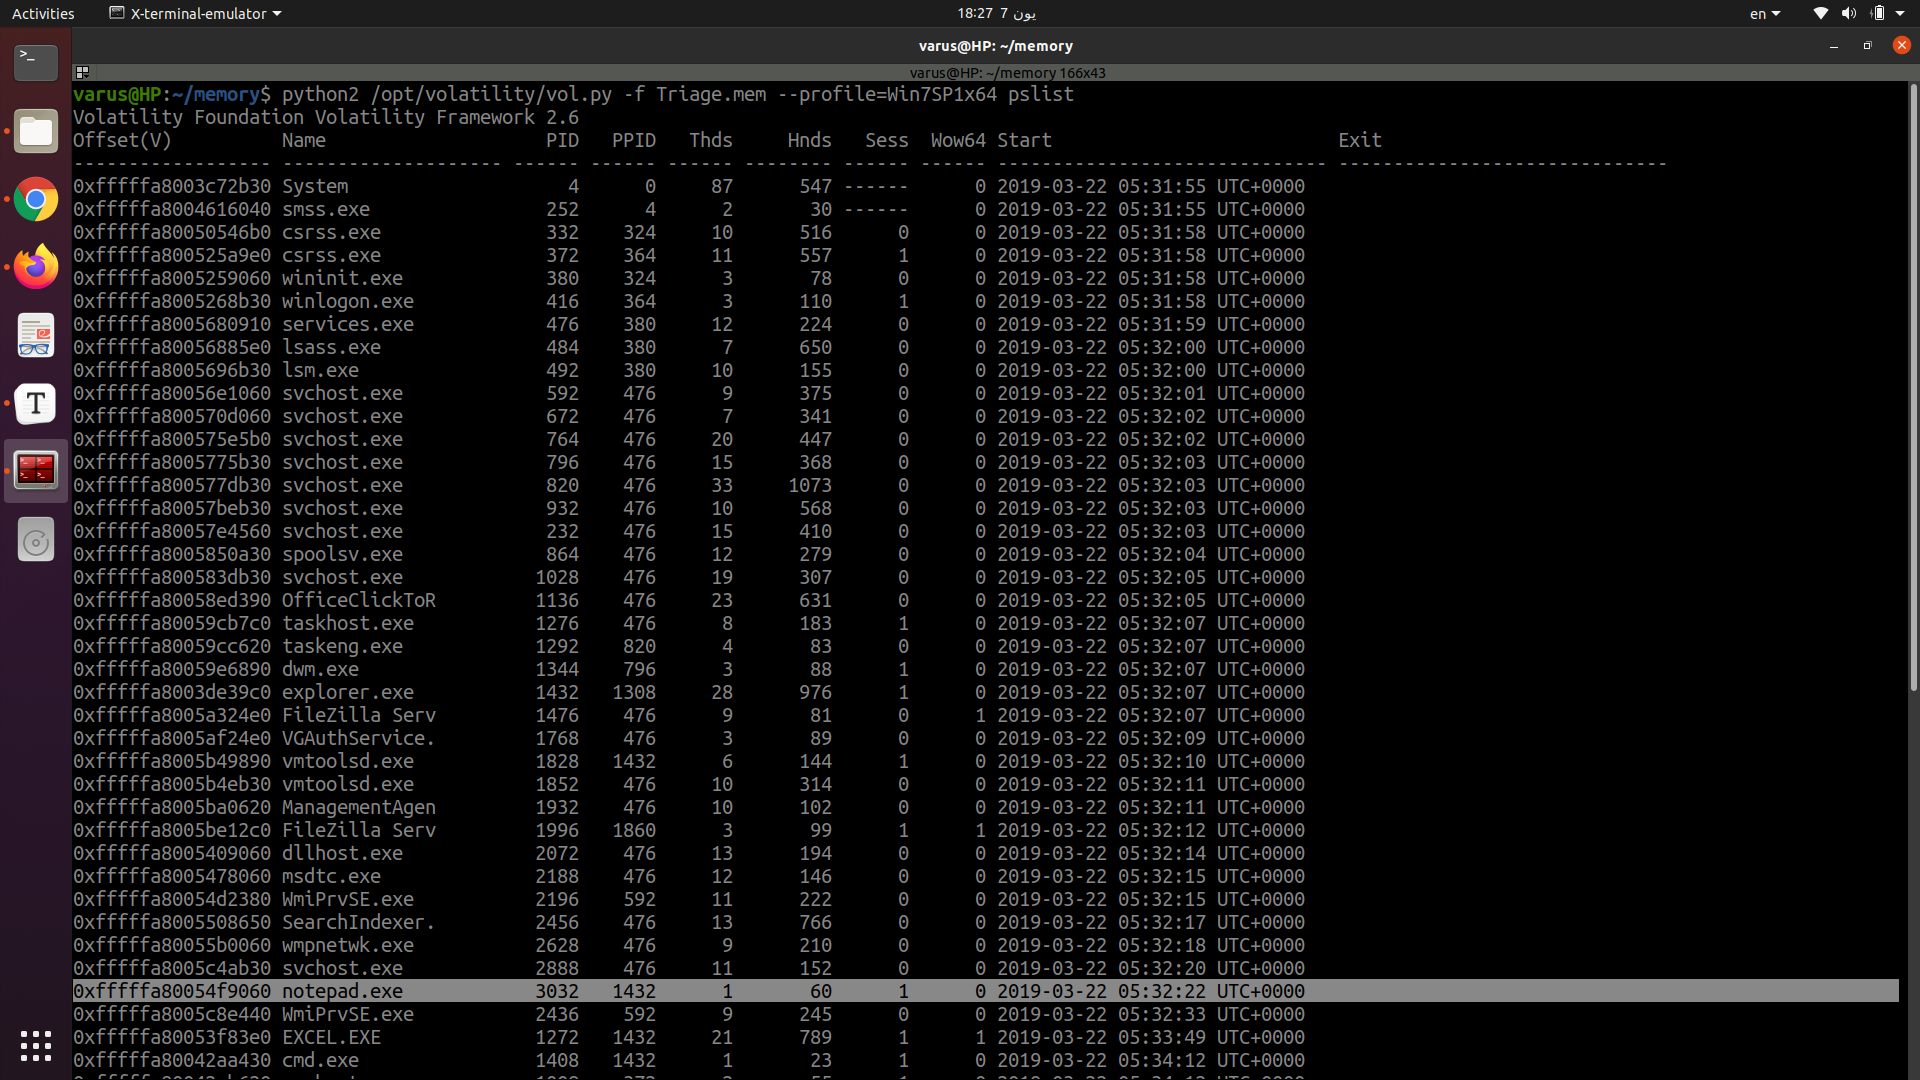 Activities X-terminal-emulator 18:27 7 يون en
varus@HP: ~/memory
varus@HP: ~/memory 166x43
varus@HP:~/memory$ python2 /opt/volatility/vol.py -f Triage.mem --profile=Win7SP1x64 pslist
Volatility Foundation Volatility Framework 2.6
Offset(V) Name PID PPID Thds Hnds Sess Wow64 Start Exit
------------------ -------------------- ------ ------ ------ -------- ------ ------ ------------------------------ ------------------------------
0xfffffa8003c72b30 System 4 0 87 547 ------ 0 2019-03-22 05:31:55 UTC+0000
0xfffffa8004616040 smss.exe 252 4 2 30 ------ 0 2019-03-22 05:31:55 UTC+0000
0xfffffa80050546b0 csrss.exe 332 324 10 516 0 0 2019-03-22 05:31:58 UTC+0000
0xfffffa800525a9e0 csrss.exe 372 364 11 557 1 0 2019-03-22 05:31:58 UTC+0000
0xfffffa8005259060 wininit.exe 380 324 3 78 0 0 2019-03-22 05:31:58 UTC+0000
0xfffffa8005268b30 winlogon.exe 416 364 3 110 1 0 2019-03-22 05:31:58 UTC+0000
0xfffffa8005680910 services.exe 476 380 12 224 0 0 2019-03-22 05:31:59 UTC+0000
0xfffffa80056885e0 lsass.exe 484 380 7 650 0 0 2019-03-22 05:32:00 UTC+0000
0xfffffa8005696b30 lsm.exe 492 380 10 155 0 0 2019-03-22 05:32:00 UTC+0000
0xfffffa80056e1060 svchost.exe 592 476 9 375 0 0 2019-03-22 05:32:01 UTC+0000
0xfffffa800570d060 svchost.exe 672 476 7 341 0 0 2019-03-22 05:32:02 UTC+0000
0xfffffa800575e5b0 svchost.exe 764 476 20 447 0 0 2019-03-22 05:32:02 UTC+0000
0xfffffa8005775b30 svchost.exe 796 476 15 368 0 0 2019-03-22 05:32:03 UTC+0000
0xfffffa800577db30 svchost.exe 820 476 33 1073 0 0 2019-03-22 05:32:03 UTC+0000
0xfffffa80057beb30 svchost.exe 932 476 10 568 0 0 2019-03-22 05:32:03 UTC+0000
0xfffffa80057e4560 svchost.exe 232 476 15 410 0 0 2019-03-22 05:32:03 UTC+0000
0xfffffa8005850a30 spoolsv.exe 864 476 12 279 0 0 2019-03-22 05:32:04 UTC+0000
0xfffffa800583db30 svchost.exe 1028 476 19 307 0 0 2019-03-22 05:32:05 UTC+0000
0xfffffa80058ed390 OfficeClickToR 1136 476 23 631 0 0 2019-03-22 05:32:05 UTC+0000
0xfffffa80059cb7c0 taskhost.exe 1276 476 8 183 1 0 2019-03-22 05:32:07 UTC+0000
0xfffffa80059cc620 taskeng.exe 1292 820 4 83 0 0 2019-03-22 05:32:07 UTC+0000
0xfffffa80059e6890 dwm.exe 1344 796 3 88 1 0 2019-03-22 05:32:07 UTC+0000
0xfffffa8003de39c0 explorer.exe 1432 1308 28 976 1 0 2019-03-22 05:32:07 UTC+0000
0xfffffa8005a324e0 FileZilla Serv 1476 476 9 81 0 1 2019-03-22 05:32:07 UTC+0000
0xfffffa8005af24e0 VGAuthService. 1768 476 3 89 0 0 2019-03-22 05:32:09 UTC+0000
0xfffffa8005b49890 vmtoolsd.exe 1828 1432 6 144 1 0 2019-03-22 05:32:10 UTC+0000
0xfffffa8005b4eb30 vmtoolsd.exe 1852 476 10 314 0 0 2019-03-22 05:32:11 UTC+0000
0xfffffa8005ba0620 ManagementAgen 1932 476 10 102 0 0 2019-03-22 05:32:11 UTC+0000
0xfffffa8005be12c0 FileZilla Serv 1996 1860 3 99 1 1 2019-03-22 05:32:12 UTC+0000
0xfffffa8005409060 dllhost.exe 2072 476 13 194 0 0 2019-03-22 05:32:14 UTC+0000
0xfffffa8005478060 msdtc.exe 2188 476 12 146 0 0 2019-03-22 05:32:15 UTC+0000
0xfffffa80054d2380 WmiPrvSE.exe 2196 592 11 222 0 0 2019-03-22 05:32:15 UTC+0000
0xfffffa8005508650 SearchIndexer. 2456 476 13 766 0 0 2019-03-22 05:32:17 UTC+0000
0xfffffa80055b0060 wmpnetwk.exe 2628 476 9 210 0 0 2019-03-22 05:32:18 UTC+0000
0xfffffa8005c4ab30 svchost.exe 2888 476 11 152 0 0 2019-03-22 05:32:20 UTC+0000
0xfffffa80054f9060 notepad.exe 3032 1432 1 60 1 0 2019-03-22 05:32:22 UTC+0000
0xfffffa8005c8e440 WmiPrvSE.exe 2436 592 9 245 0 0 2019-03-22 05:32:33 UTC+0000
0xfffffa80053f83e0 EXCEL.EXE 1272 1432 21 789 1 1 2019-03-22 05:33:49 UTC+0000
0xfffffa80042aa430 cmd.exe 1408 1432 1 23 1 0 2019-03-22 05:34:12 UTC+0000